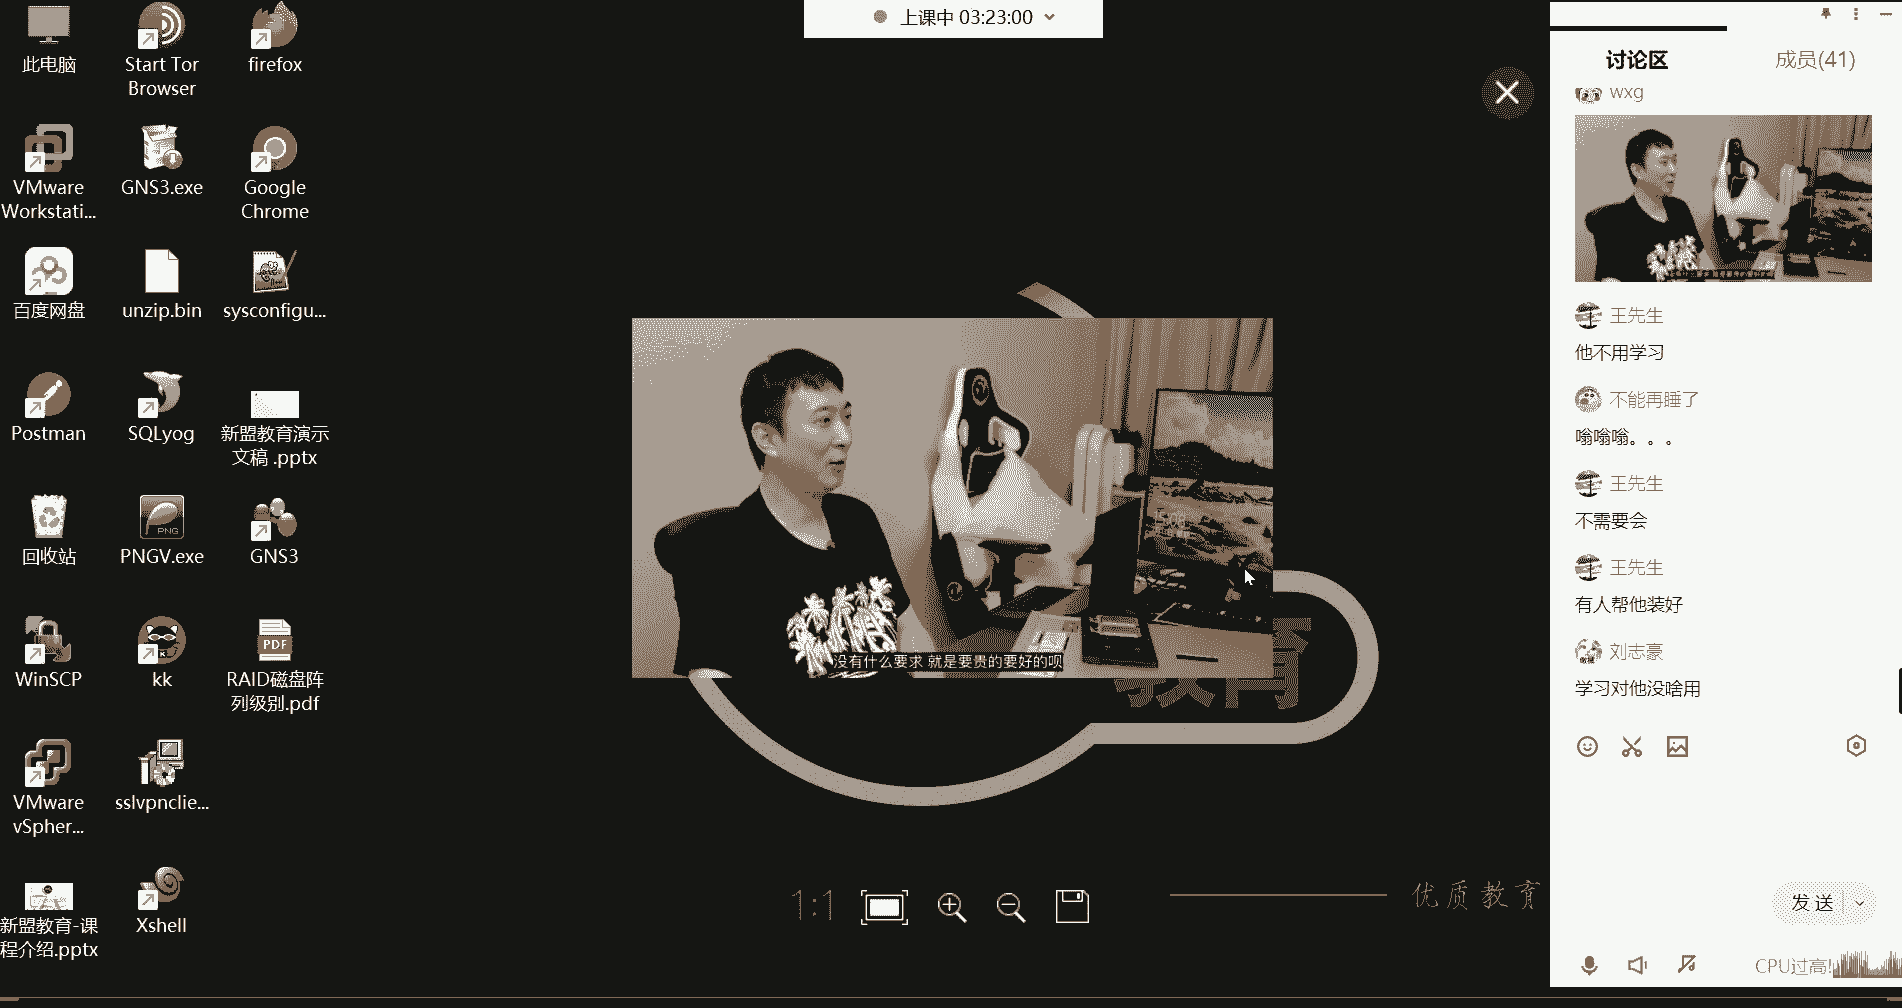 上课中 03:23:00
此电脑
Start Tor
Browser
firefox
VMware
Workstati...
GNS3.exe
Google
Chrome
百度网盘
unzip.bin
sysconfigu...
Postman
SQLyog
新盟教育演示
文稿 .pptx
回收站
PNG
PNGV.exe
GNS3
WinSCP
kk
PDF
RAID磁盘阵
列级别.pdf
VMware
vSpher...
sslvpnclie...
新盟教育-课
程介绍.pptx
Xshell
没有什么要求 就是要贵的要好的呗
教育
1:1
优质教育
讨论区
成员(41)
wxg
王先生
他不用学习
不能再睡了
嗡嗡嗡。。。
王先生
不需要会
王先生
有人帮他装好
刘志豪
学习对他没啥用
发送
CPU过高!